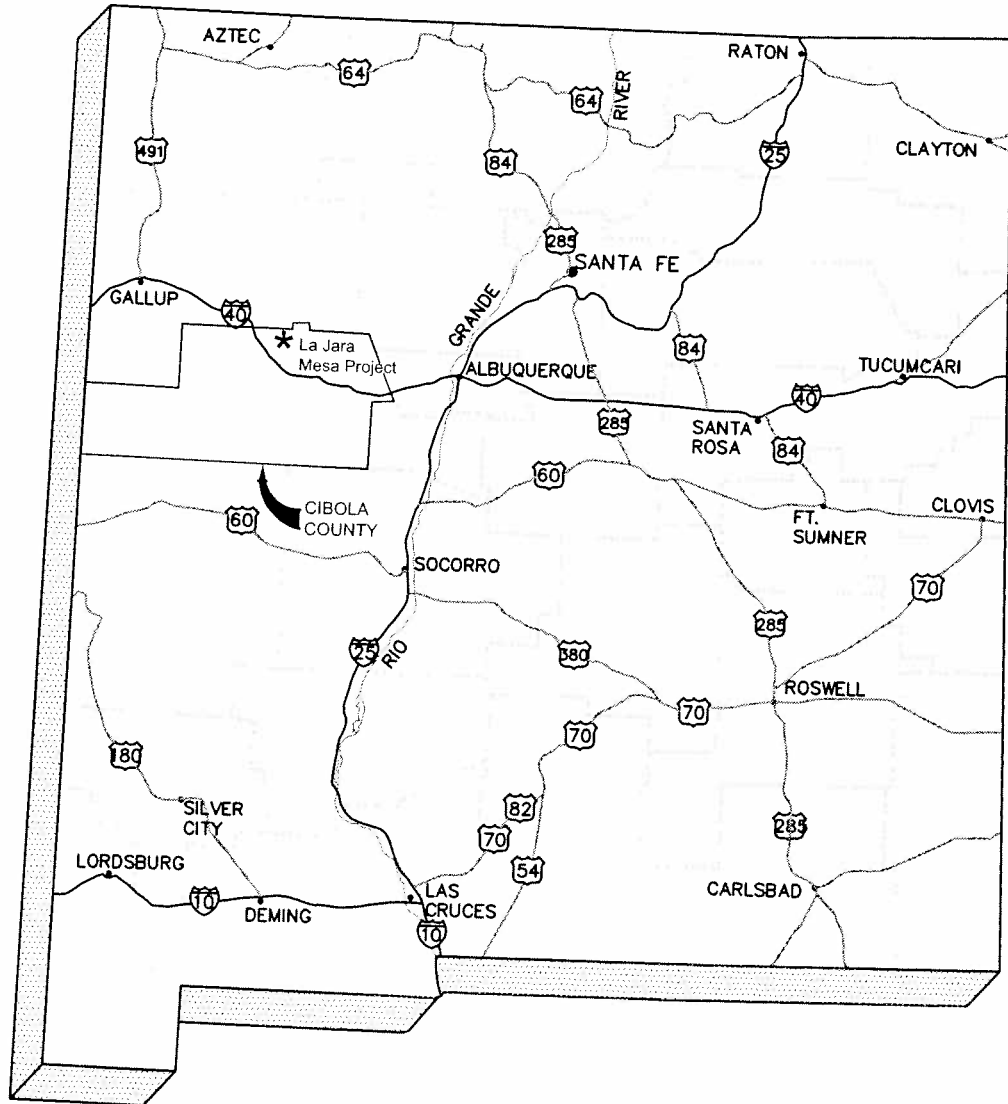 AZTEC
64
RIVER
RATON
64
491
84
25
CLAYTON
285
SANTA FE
GALLUP
40
La Jara
Mesa Project
GRANDE
84
ALBUQUERQUE
TUCUMCARI
40
285
SANTA
ROSA
84
60
CIBOLA
COUNTY
60
FT.
SUMNER
CLOVIS
SOCORRO
70
285
25
RIO
380
ROSWELL
70
70
180
SILVER
CITY
82
70
285
54
LORDSBURG
10
DEMING
LAS
CRUCES
CARLSBAD
10